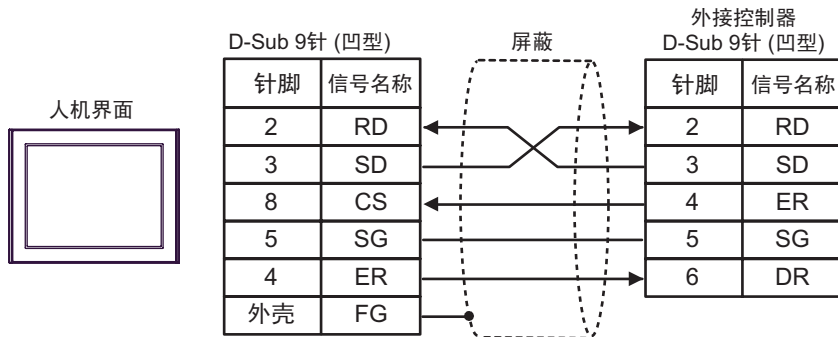 外接控制器
D-Sub 9针 (凹型) 屏蔽 D-Sub 9针 (凹型)
人机界面
针脚 信号名称 针脚 信号名称
2 RD 2 RD
3 SD 3 SD
8 CS 4 ER
5 SG 5 SG
4 ER 6 DR
外壳 FG